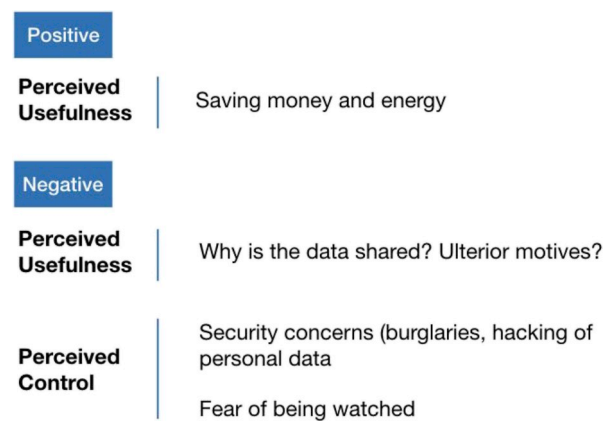 Positive
Perceived
Usefulness
Saving money and energy
Negative
Perceived
Usefulness
Why is the data shared? Ulterior motives?
Perceived
Control
Security concerns (burglaries, hacking of
personal data
Fear of being watched